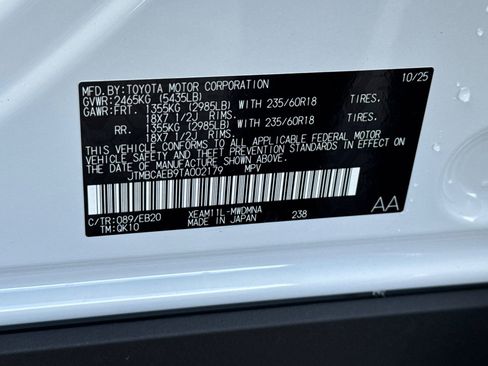 MFD.BY:TOYOTA MOTOR CORPORATION 10/25
GVWR:2465KG(5435LB)
GAWR:FRT. 1355KG(2985LB) WITH 235/60R18 TIRES.
18X7 1/2J RIMS.
RR. 1355KG(2985LB) WITH 235/60R18 TIRES.
18X7 1/2J RIMS.
THIS VEHICLE CONFORMS TO ALL APPLICABLE FEDERAL MOTOR
VEHICLE SAFETY, BUMPER, AND THEFT PREVENTION STANDARDS IN EFFECT ON
THE DATE OF MANUFACTURE SHOWN ABOVE.
JTMBCAEB9TA002179 MPV
C/TR:089/EB20 XEAM11L-MWDMNA 238 AA
TM:QK10 MADE IN JAPAN